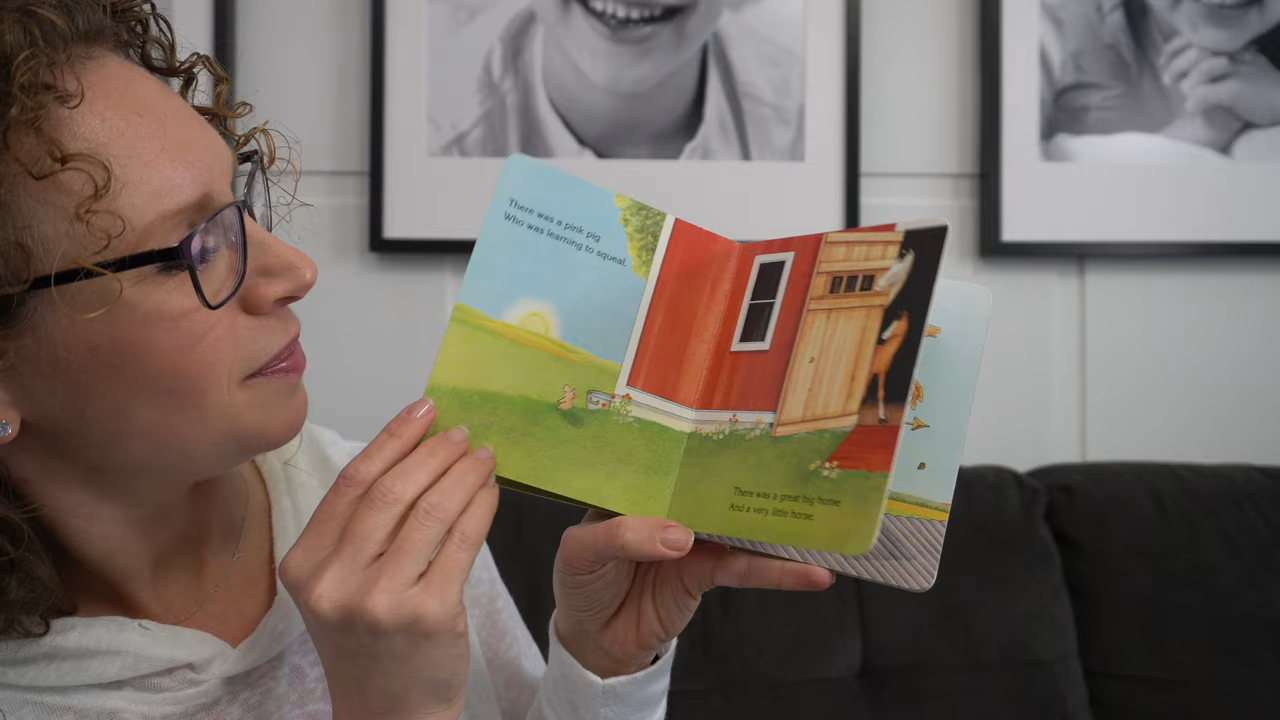 There was a pink pig
Who was learning to squeal.
There was a great big horse
And a very little horse.